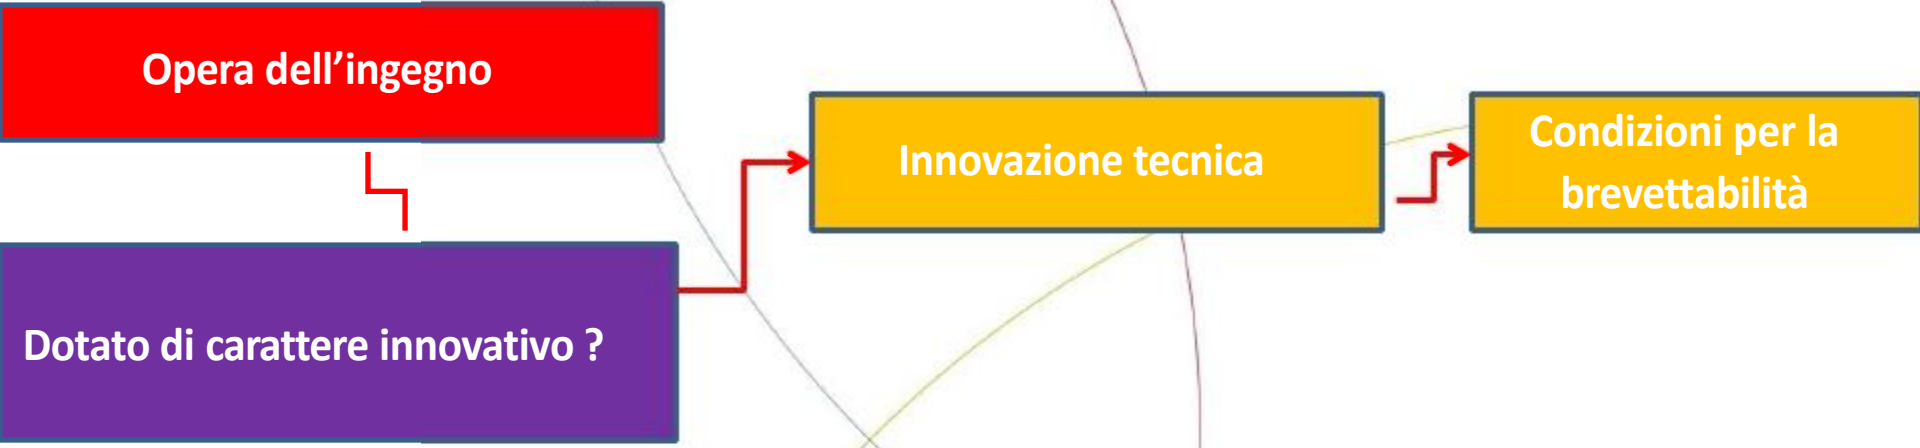 Opera dell’ingegno
Innovazione tecnica
Condizioni per la
brevettabilità
Dotato di carattere innovativo ?